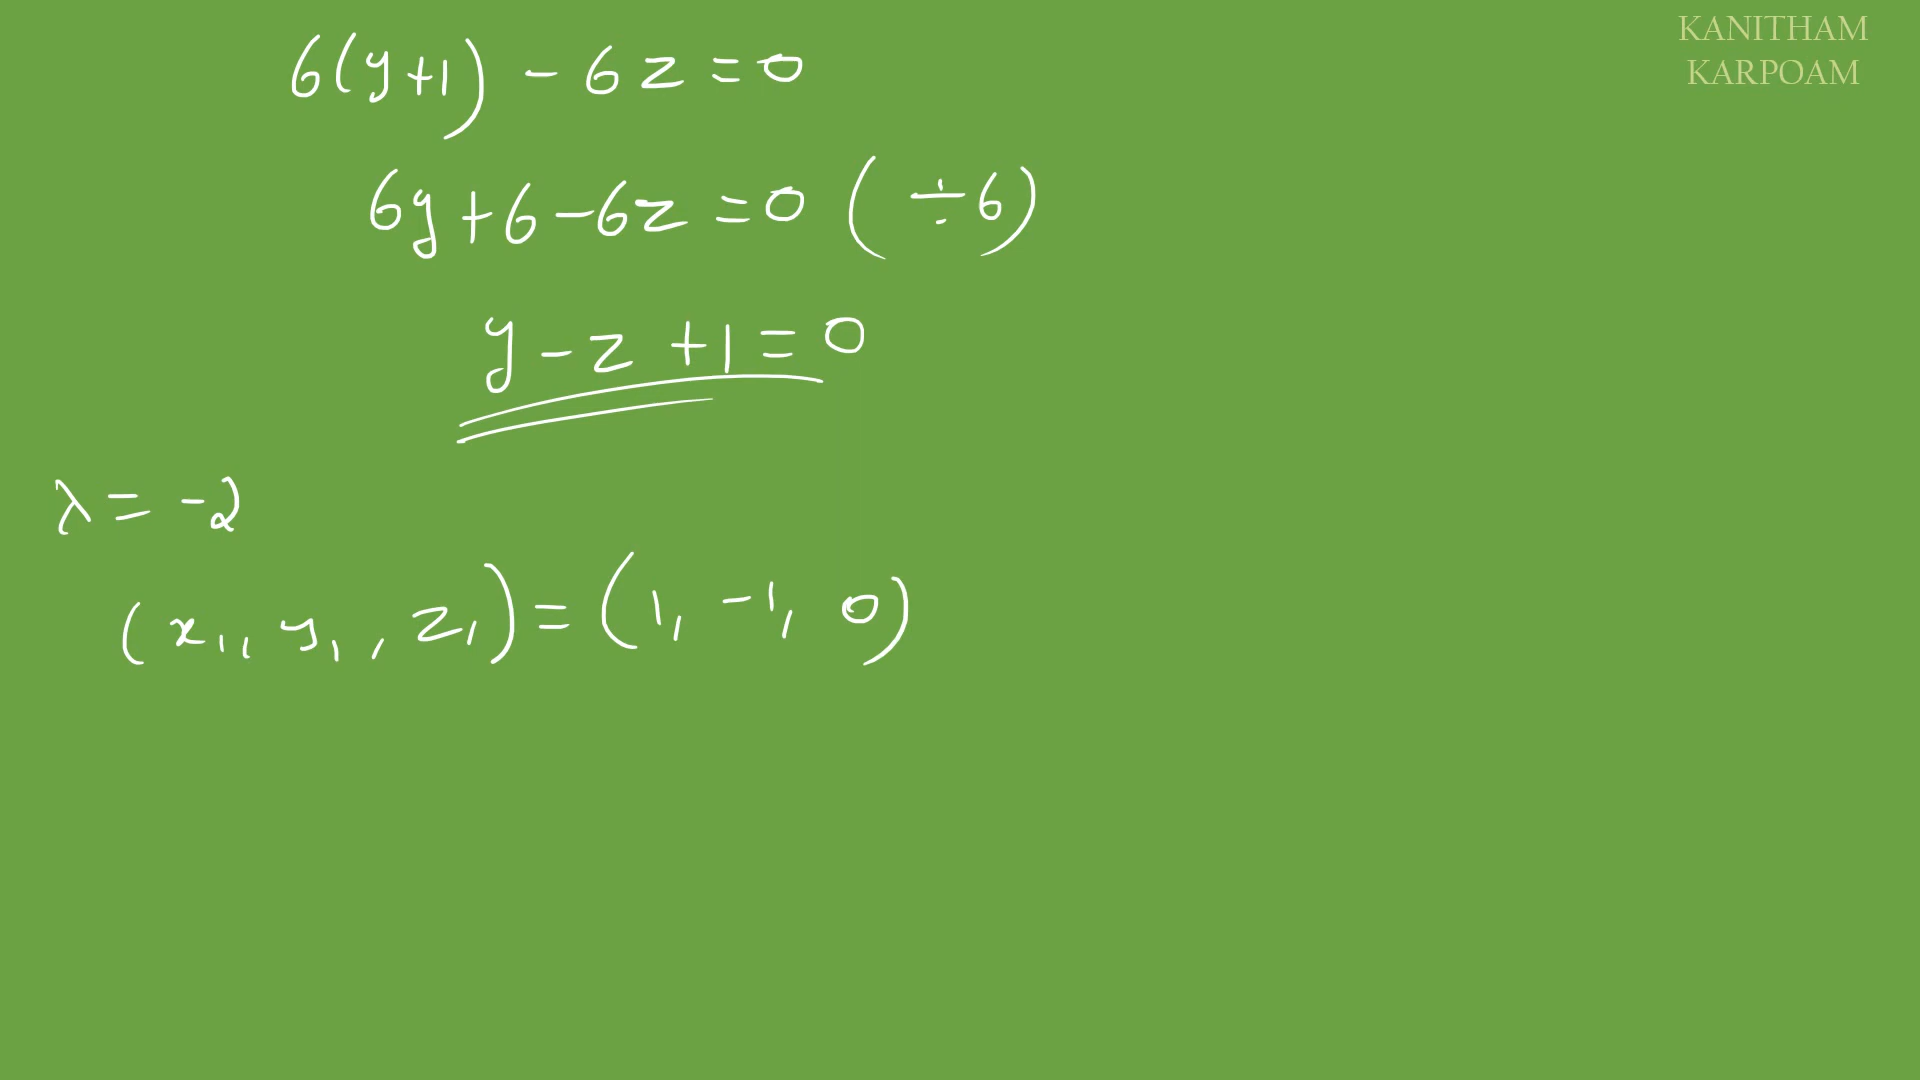 KANITHAM
KARPOAM
6(y+1) - 6z = 0
6y+6-6z = 0 (÷6)
y - z + 1 = 0
λ = -2
(x₁, y₁, z₁) = (1, -1, 0)